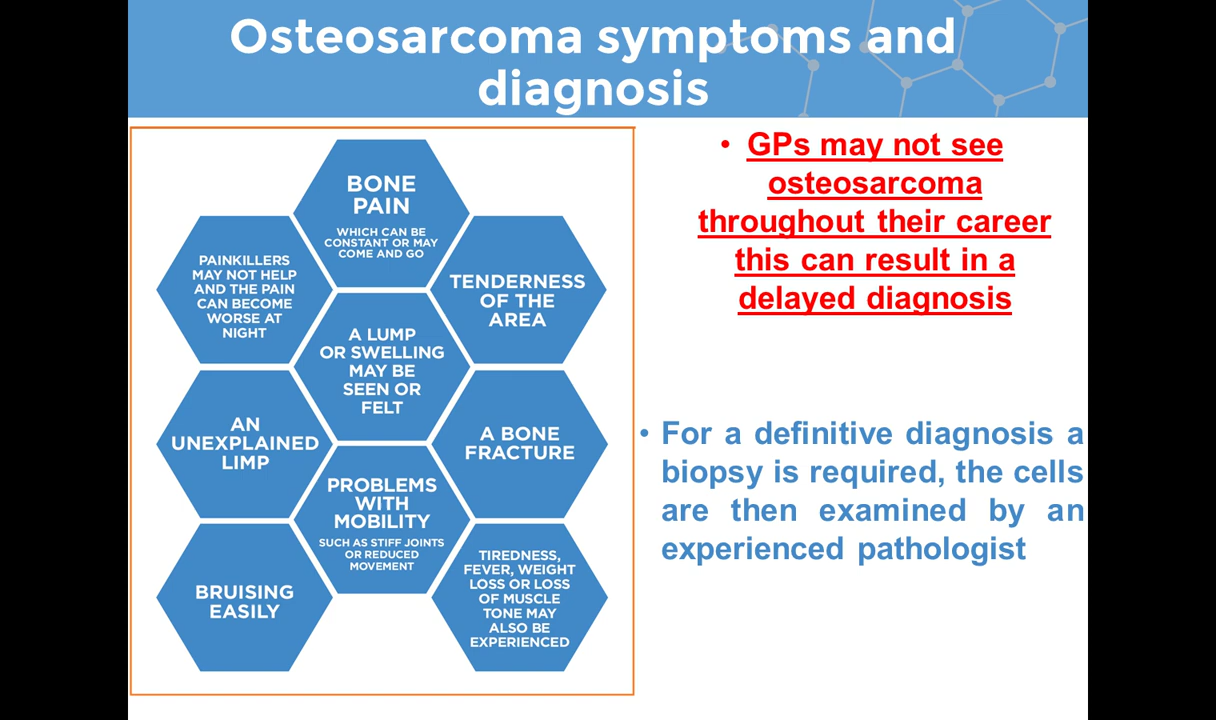 Osteosarcoma symptoms and
diagnosis
BONE
PAIN
WHICH CAN BE
CONSTANT OR MAY
COME AND GO
PAINKILLERS
MAY NOT HELP
AND THE PAIN
CAN BECOME
WORSE AT
NIGHT
TENDERNESS
OF THE
AREA
A LUMP
OR SWELLING
MAY BE
SEEN OR
FELT
AN
UNEXPLAINED
LIMP
A BONE
FRACTURE
PROBLEMS
WITH
MOBILITY
SUCH AS STIFF JOINTS
OR REDUCED
MOVEMENT
BRUISING
EASILY
TIREDNESS,
FEVER, WEIGHT
LOSS OR LOSS
OF MUSCLE
TONE MAY
ALSO BE
EXPERIENCED
• GPs may not see
osteosarcoma
throughout their career
this can result in a
delayed diagnosis
• For a definitive diagnosis a
biopsy is required, the cells
are then examined by an
experienced pathologist